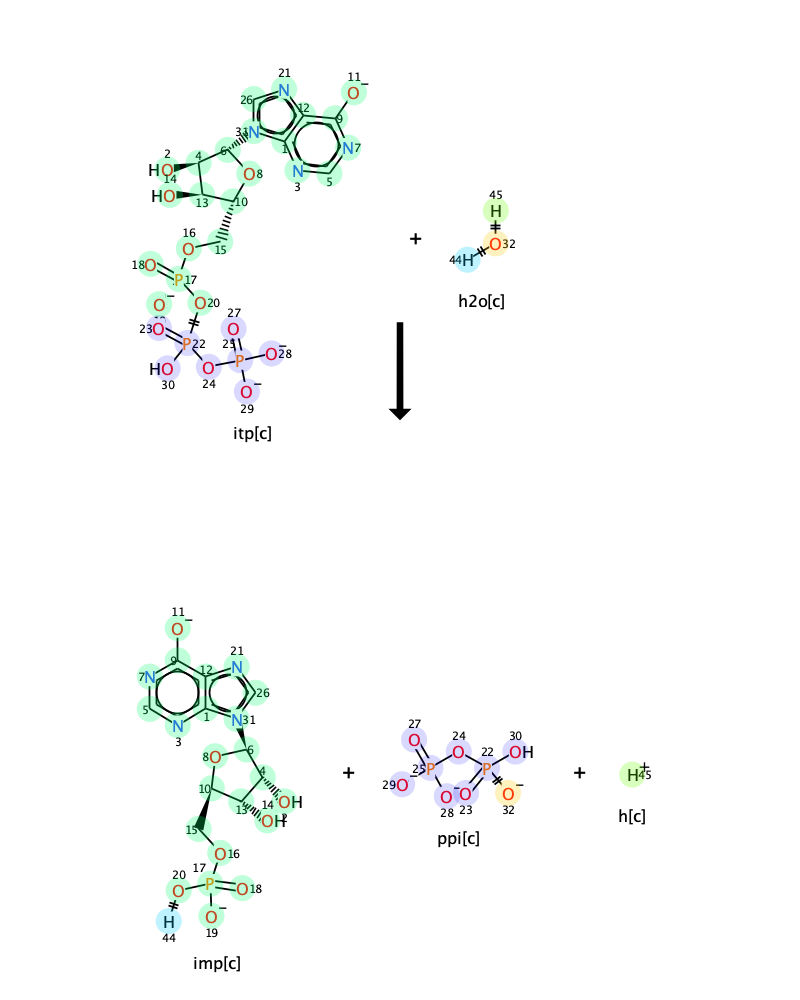 21
11
26
O−
N
12
31
N
9
2
4
6
1
N 7
HO
O 8
N
14
3
5
HO
13
10
45
16
H
O
15
44 H
O 32
18 O
P 17
+
O−
O 20
h2o[c]
23 O
27
O
P 22
25
P
O− 28
HO
O
30
24
O−
29
itp[c]
11
O−
9
12
21
7 N
N
5
26
N
1
N 31
3
6
27
24
30
8 O
4
O
O
22
OH
10
14
OH
25 P
P
+
+
H+ 45
13
OH
2
29 O−
O−
O
O−
15
28
23
32
h[c]
O 16
ppi[c]
17
20
P
O 18
O
O−
H
19
44
imp[c]